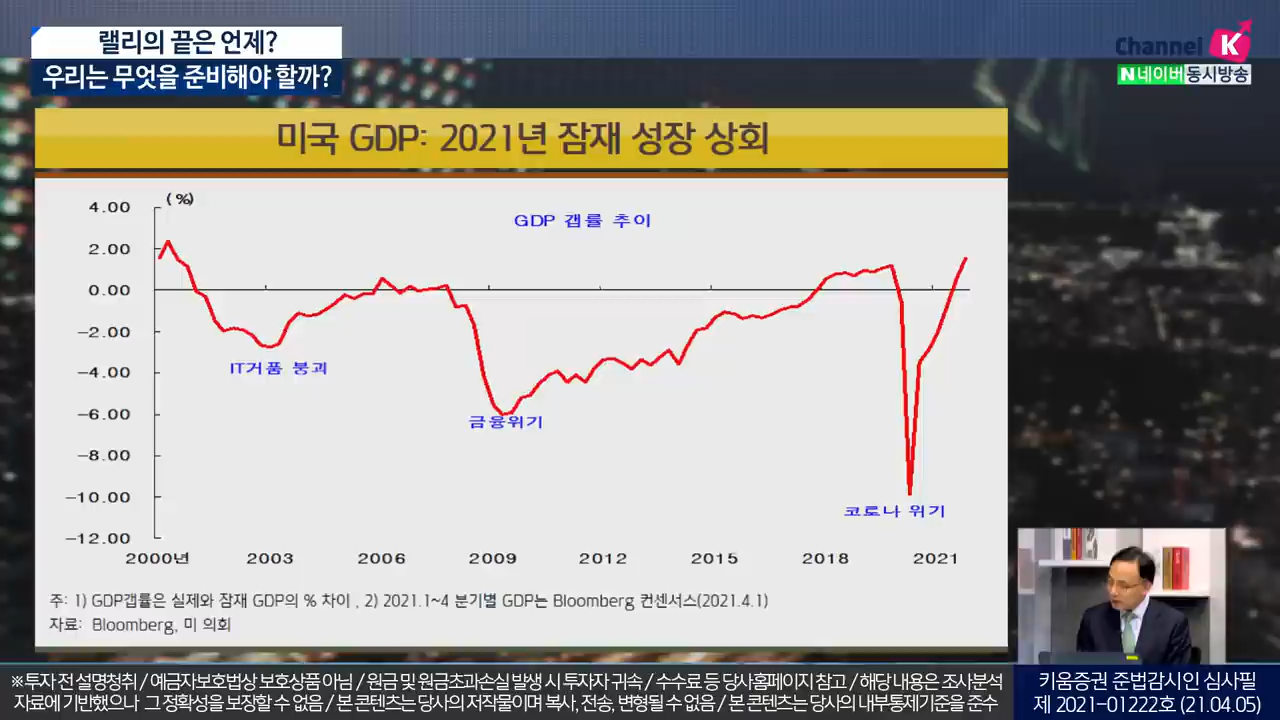 랠리의 끝은 언제?
우리는 무엇을 준비해야 할까?
Channel K
N 네이버 동시방송
미국 GDP: 2021년 잠재 성장 상회
(%)
GDP 갭률 추이
4.00
2.00
0.00
-2.00
-4.00
-6.00
-8.00
-10.00
-12.00
IT거품 붕괴
금융위기
코로나 위기
2000년 2003 2006 2009 2012 2015 2018 2021
주: 1) GDP갭률은 실제와 잠재 GDP의 % 차이 , 2) 2021.1~4 분기별 GDP는 Bloomberg 컨센서스(2021.4.1)
자료: Bloomberg, 미 의회
※투자 전 설명청취 / 예금자보호법상 보호상품 아님 / 원금 및 원금초과손실 발생 시 투자자 귀속 / 수수료 등 당사홈페이지 참고 / 해당 내용은 조사분석
자료에 기반했으나 그 정확성을 보장할 수 없음 / 본 콘텐츠는 당사의 저작물이며 복사, 전송, 변형될 수 없음 / 본 콘텐츠는 당사의 내부통제기준을 준수
키움증권 준법감시인 심사필
제 2021-01222호 (21.04.05)